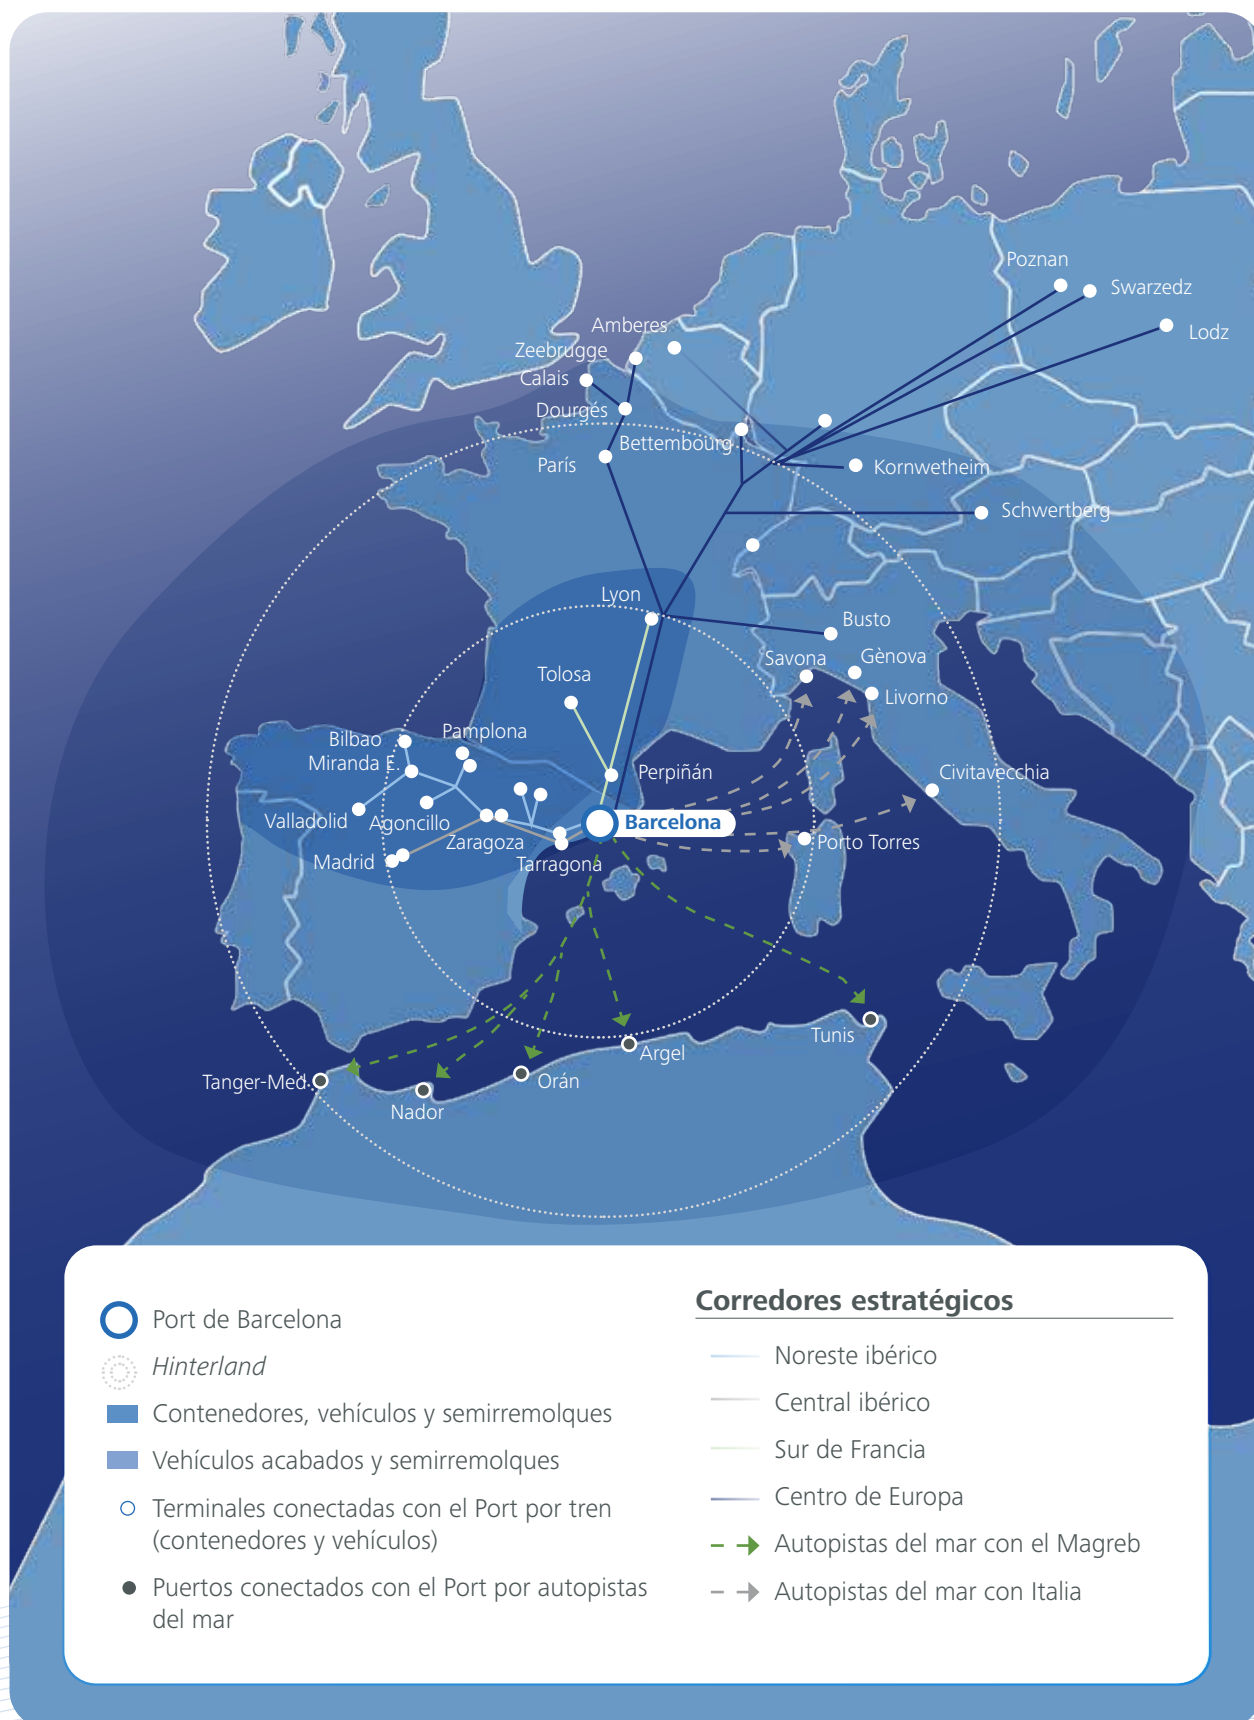 Poznan
Swarzedz
Lodz
Amberes
Zeebrugge
Calais
Dourgés
Bettembourg
París
Kornwetheim
Schwertberg
Lyon
Busto
Savona
Gènova
Tolosa
Livorno
Bilbao
Pamplona
Miranda E.
Perpiñán
Civitavecchia
Valladolid
Agoncillo
Barcelona
Zaragoza
Porto Torres
Madrid
Tarragona
Tunis
Argel
Tanger-Med
Orán
Nador
Port de Barcelona
Hinterland
Contenedores, vehículos y semirremolques
Vehículos acabados y semirremolques
Terminales conectadas con el Port por tren
(contenedores y vehículos)
Puertos conectados con el Port por autopistas
del mar
Corredores estratégicos
Noreste ibérico
Central ibérico
Sur de Francia
Centro de Europa
Autopistas del mar con el Magreb
Autopistas del mar con Italia